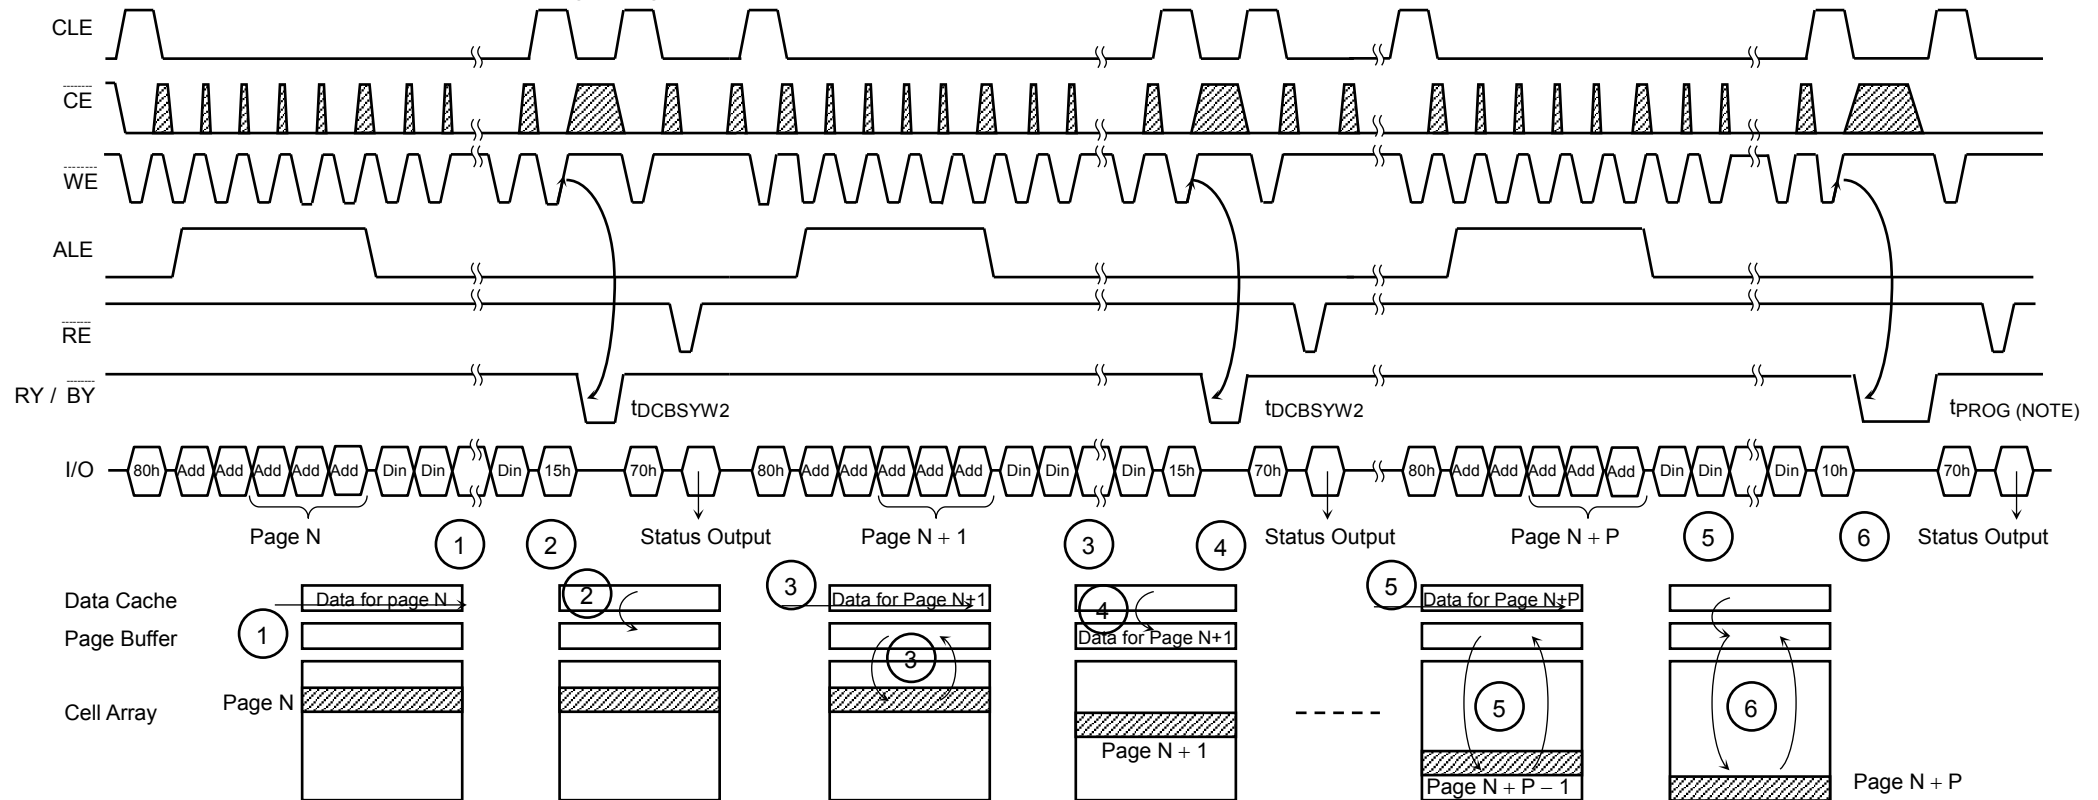 CLE
CE
WE
ALE
RE
RY / BY
tDCBSYW2 tDCBSYW2 tPROG (NOTE)
I/O 80h Add Add Add Add Add Din Din Din 15h 70h 80h Add Add Add Add Add Din Din Din 15h 70h 80h Add Add Add Add Add Din Din Din 10h 70h
Page N 1 2 Status Output Page N + 1 3 4 Status Output Page N + P 5 6 Status Output
Data Cache Data for page N 2 3 Data for Page N+1 4 5 Data for Page N+P
Page Buffer 1 3 Data for Page N+1
Cell Array Page N 5 6
Page N + 1
Page N + P − 1 Page N + P